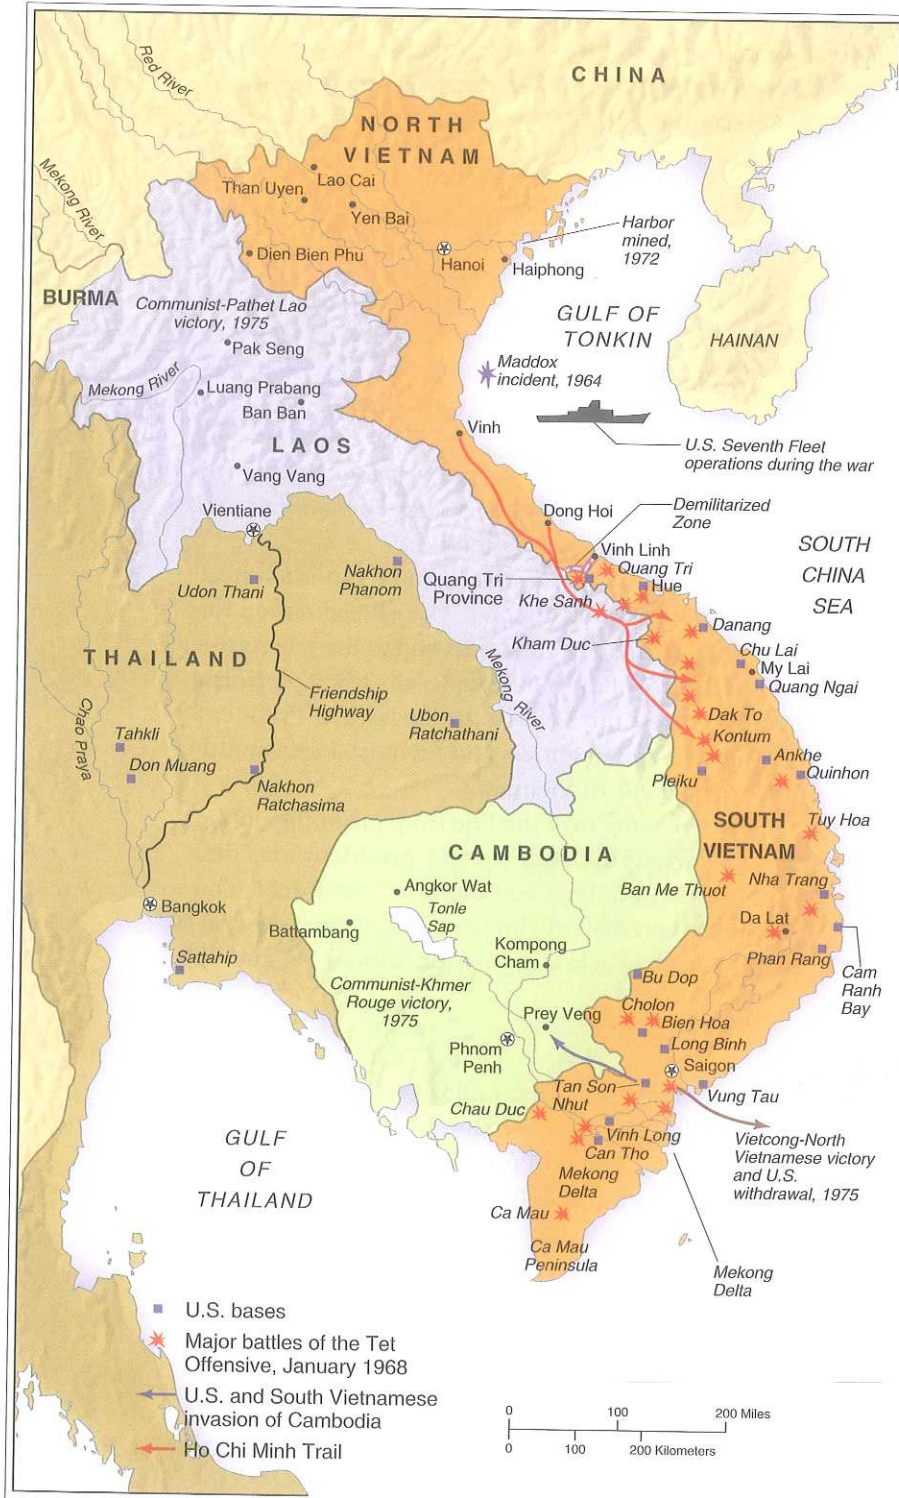 CHINA
Red River
NORTH
VIETNAM
Mekong River
Lao Cai
Than Uyen
Yen Bai
Harbor
mined,
1972
Hanoi
Haiphong
Dien Bien Phu
BURMA
Communist-Pathet Lao
victory, 1975
GULF OF
TONKIN
HAINAN
Pak Seng
Maddox
incident, 1964
Mekong River
Luang Prabang
Ban Ban
Vinh
LAOS
U.S. Seventh Fleet
operations during the war
Vang Vang
Vientiane
Dong Hoi
Demilitarized
Zone
SOUTH
CHINA
SEA
Vinh Linh
Quang Tri
Nakhon
Phanom
Quang Tri
Province
Hue
Udon Thani
Khe Sanh
Danang
Kham Duc
Chu Lai
My Lai
THAILAND
Mekong River
Quang Ngai
Chao Praya
Friendship
Highway
Ubon
Ratchathani
Dak To
Tahkli
Kontum
Don Muang
Ankhe
Nakhon
Ratchasima
Pleiku
Quinhon
SOUTH
VIETNAM
Tuy Hoa
CAMBODIA
Angkor Wat
Ban Me Thuot
Nha Trang
Bangkok
Tonle
Sap
Battambang
Da Lat
Kompong
Cham
Phan Rang
Sattahip
Communist-Khmer
Rouge victory,
1975
Bu Dop
Cam
Ranh
Bay
Cholon
Prey Veng
Bien Hoa
Phnom
Penh
Long Binh
Saigon
Tan Son
Nhut
Vung Tau
Chau Duc
GULF
OF
THAILAND
Vinh Long
Can Tho
Vietcong-North
Vietnamese victory
and U.S.
withdrawal, 1975
Mekong
Delta
Ca Mau
Ca Mau
Peninsula
Mekong
Delta
U.S. bases
Major battles of the Tet
Offensive, January 1968
U.S. and South Vietnamese
invasion of Cambodia
Ho Chi Minh Trail
0 100 200 Miles
0 100 200 Kilometers